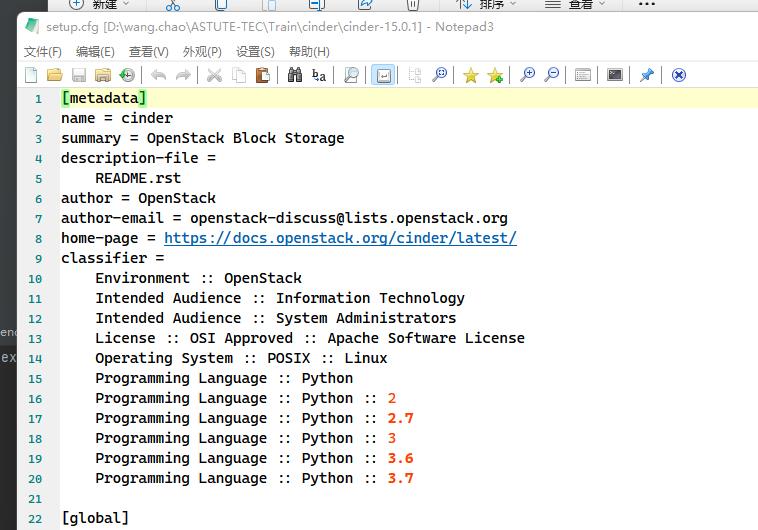 新建
排序
查看
setup.cfg [D:\wang.chao\ASTUTE-TEC\Train\cinder\cinder-15.0.1] - Notepad3
文件(F) 编辑(E) 查看(V) 外观(P) 设置(S) 帮助(H)
1 [metadata]
2 name = cinder
3 summary = OpenStack Block Storage
4 description-file =
5 README.rst
6 author = OpenStack
7 author-email = openstack-discuss@lists.openstack.org
8 home-page = https://docs.openstack.org/cinder/latest/
9 classifier =
10 Environment :: OpenStack
11 Intended Audience :: Information Technology
12 Intended Audience :: System Administrators
13 License :: OSI Approved :: Apache Software License
14 Operating System :: POSIX :: Linux
15 Programming Language :: Python
16 Programming Language :: Python :: 2
17 Programming Language :: Python :: 2.7
18 Programming Language :: Python :: 3
19 Programming Language :: Python :: 3.6
20 Programming Language :: Python :: 3.7
21
22 [global]